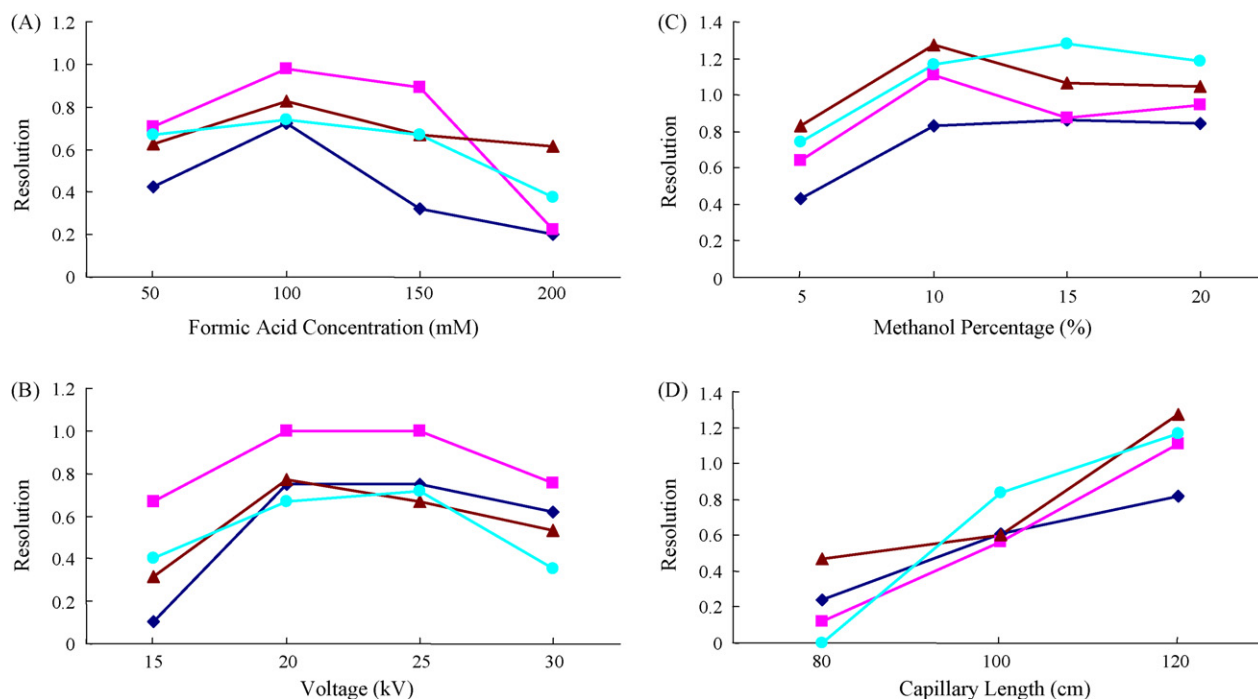 (A)
1.2
1.0
0.8
0.6
0.4
0.2
0
Resolution
50 100 150 200
Formic Acid Concentration (mM)
(B)
1.2
1.0
0.8
0.6
0.4
0.2
0
Resolution
15 20 25 30
Voltage (kV)
(C)
1.4
1.2
1.0
0.8
0.6
0.4
0.2
0
Resolution
5 10 15 20
Methanol Percentage (%)
(D)
1.4
1.2
1.0
0.8
0.6
0.4
0.2
0
Resolution
80 100 120
Capillary Length (cm)